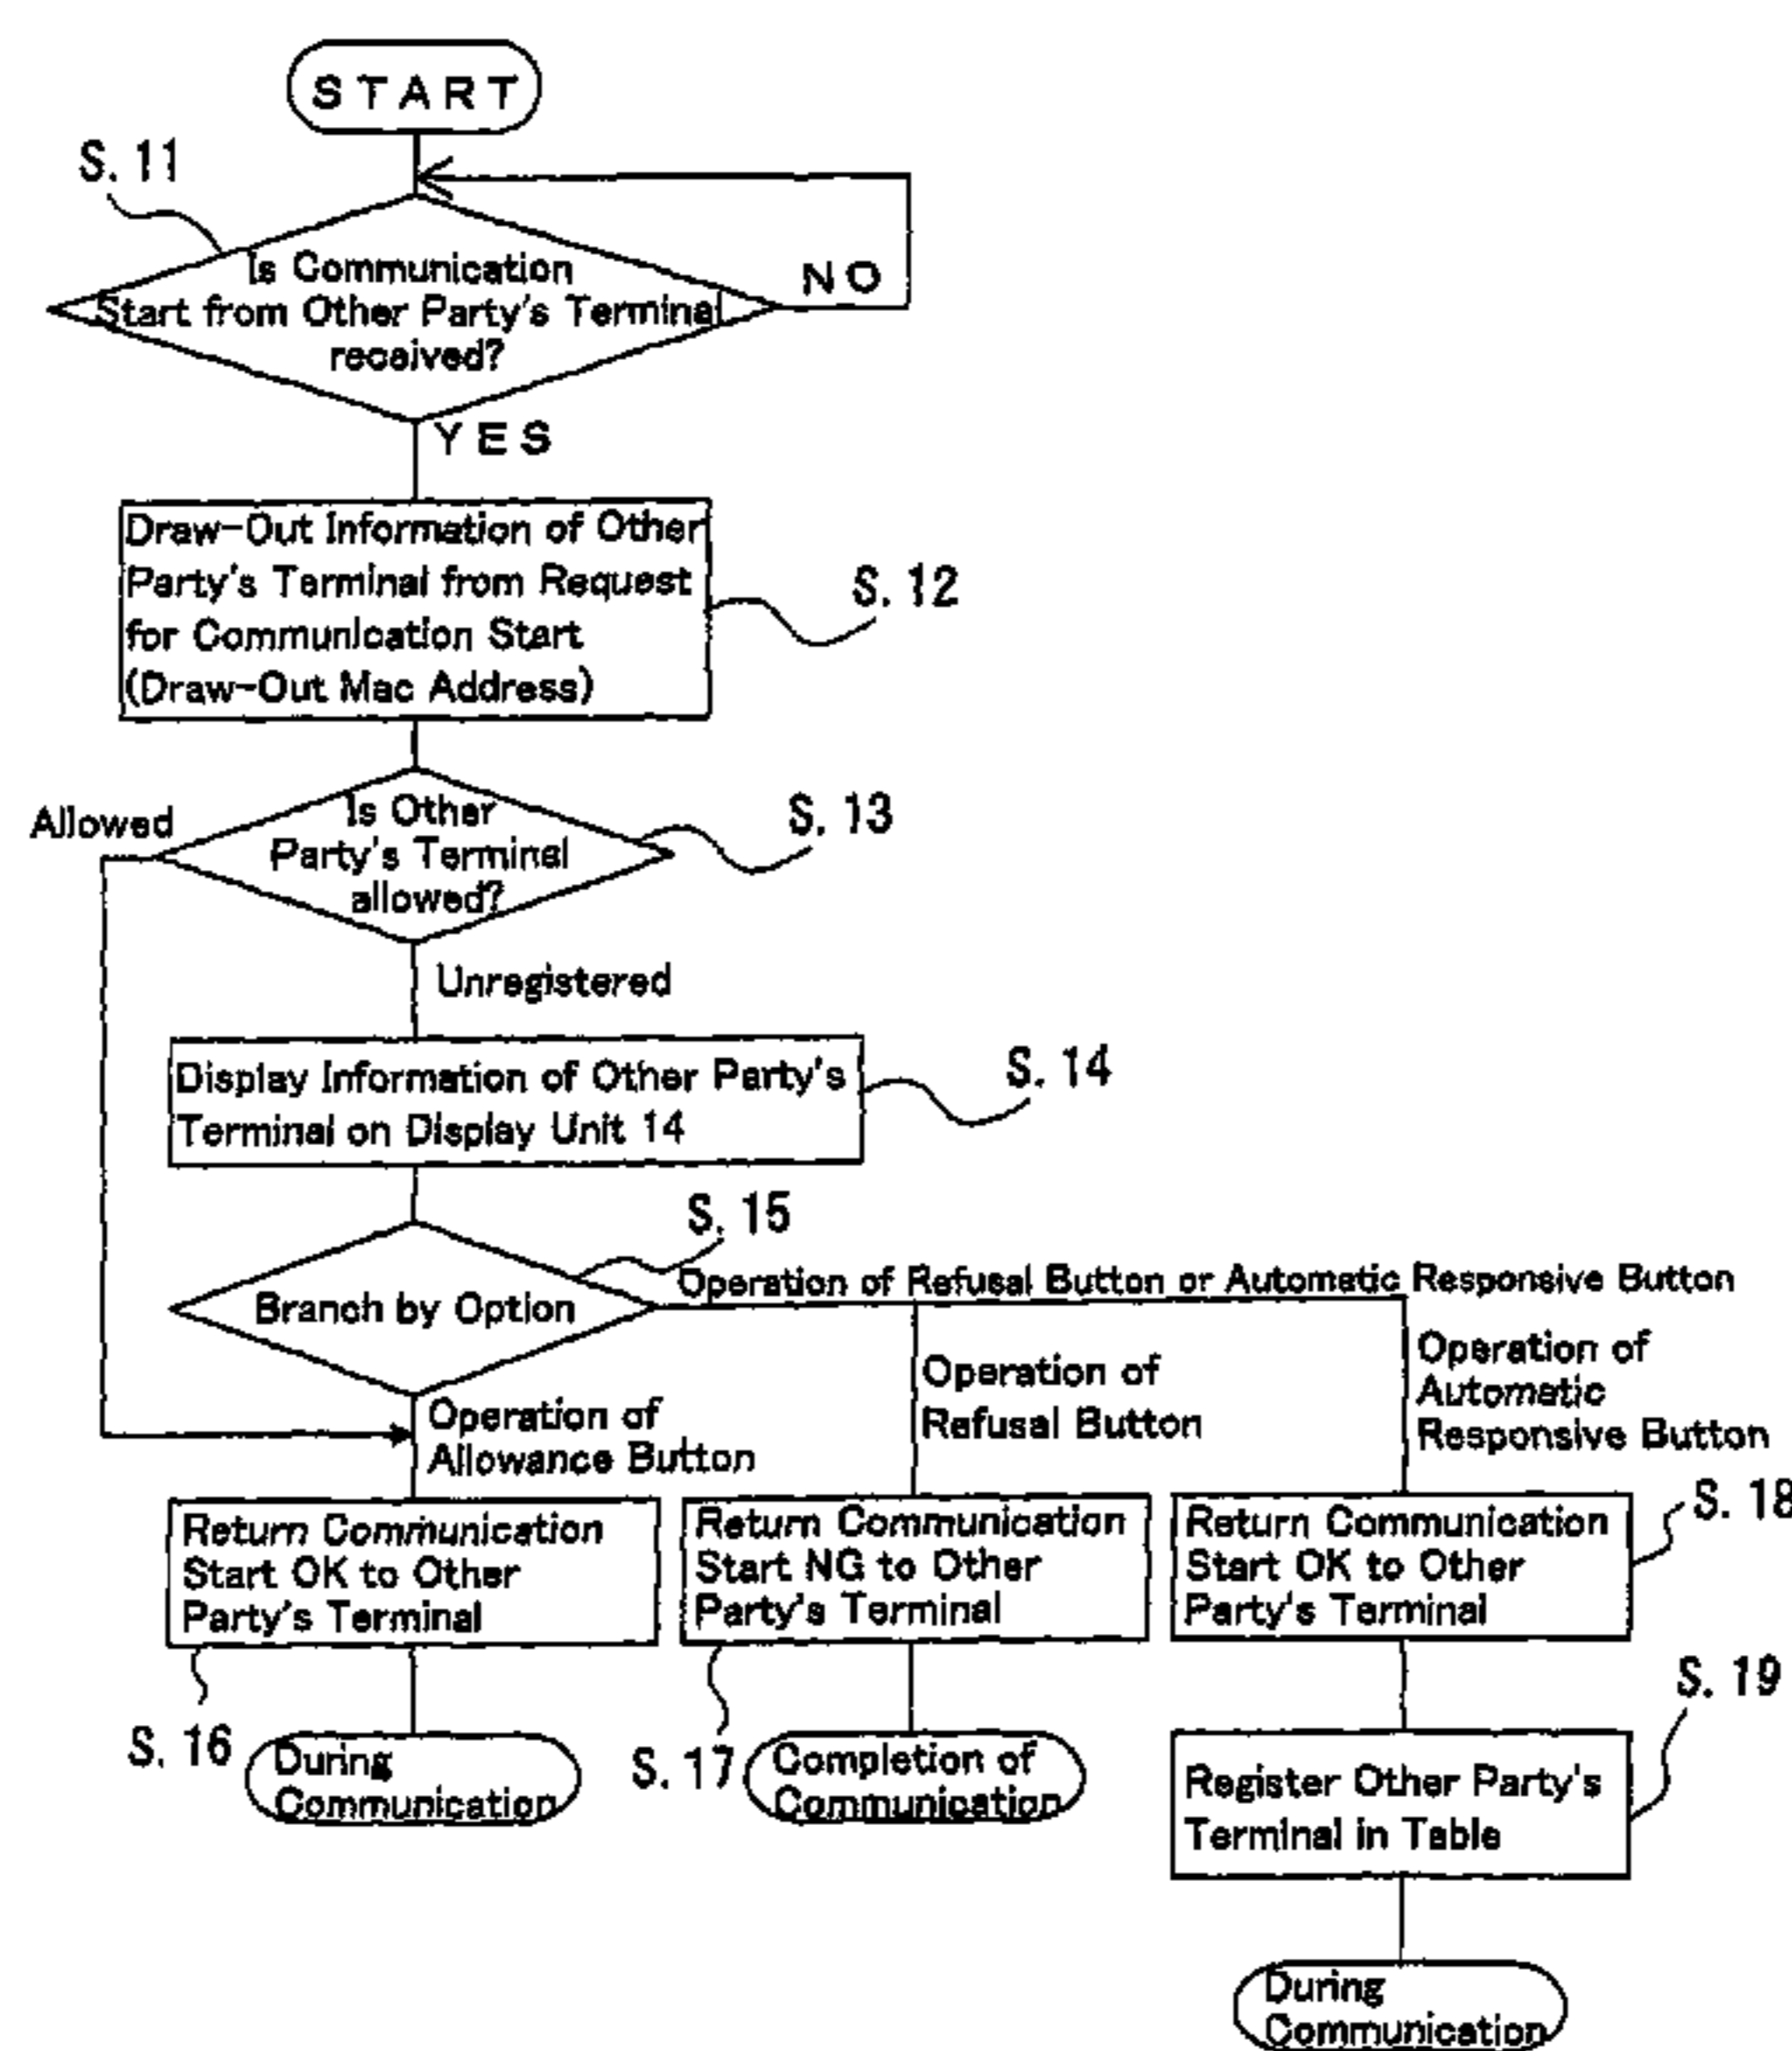 START
S. 11
Is Communication
Start from Other Party's Terminal
received?
NO
YES
Draw-Out Information of Other
Party's Terminal from Request
for Communication Start
(Draw-Out Mac Address)
S. 12
Allowed
Is Other
Party's Terminal
allowed?
S. 13
Unregistered
Display Information of Other Party's
Terminal on Display Unit 14
S. 14
S. 15
Branch by Option
Operation of Refusal Button or Automatic Responsive Button
Operation of
Allowance Button
Operation of
Refusal Button
Operation of
Automatic
Responsive Button
Return Communication
Start OK to Other
Party's Terminal
S. 16
Return Communication
Start NG to Other
Party's Terminal
S. 17
Return Communication
Start OK to Other
Party's Terminal
S. 18
During
Communication
Completion of
Communication
Register Other Party's
Terminal in Table
S. 19
During
Communication